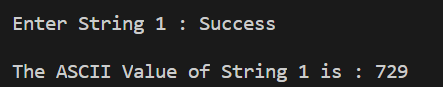 Enter String 1 : Success
The ASCII Value of String 1 is : 729